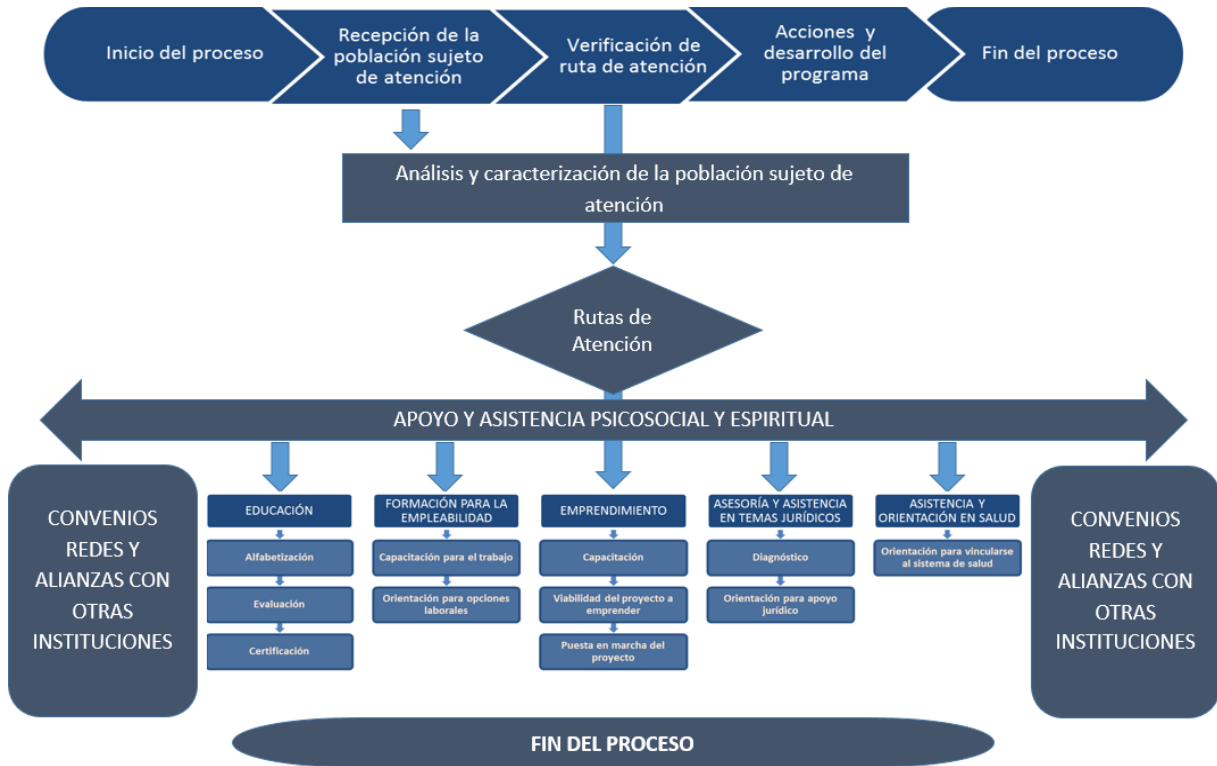 Inicio del proceso
Recepción de la
población sujeto
de atención
Verificación de
ruta de atención
Acciones y
desarrollo del
programa
Fin del proceso
Análisis y caracterización de la población sujeto de
atención
Rutas de
Atención
APOYO Y ASISTENCIA PSICOSOCIAL Y ESPIRITUAL
CONVENIOS
REDES Y
ALIANZAS CON
OTRAS
INSTITUCIONES
EDUCACIÓN
Alfabetización
Evaluación
Certificación
FORMACIÓN PARA LA
EMPLEABILIDAD
Capacitación para el trabajo
Orientación para opciones
laborales
EMPRENDIMIENTO
Capacitación
Viabilidad del proyecto a
emprender
Puesta en marcha del
proyecto
ASESORÍA Y ASISTENCIA
EN TEMAS JURÍDICOS
Diagnóstico
Orientación para apoyo
jurídico
ASISTENCIA Y
ORIENTACIÓN EN SALUD
Orientación para vincularse
al sistema de salud
CONVENIOS
REDES Y
ALIANZAS CON
OTRAS
INSTITUCIONES
FIN DEL PROCESO